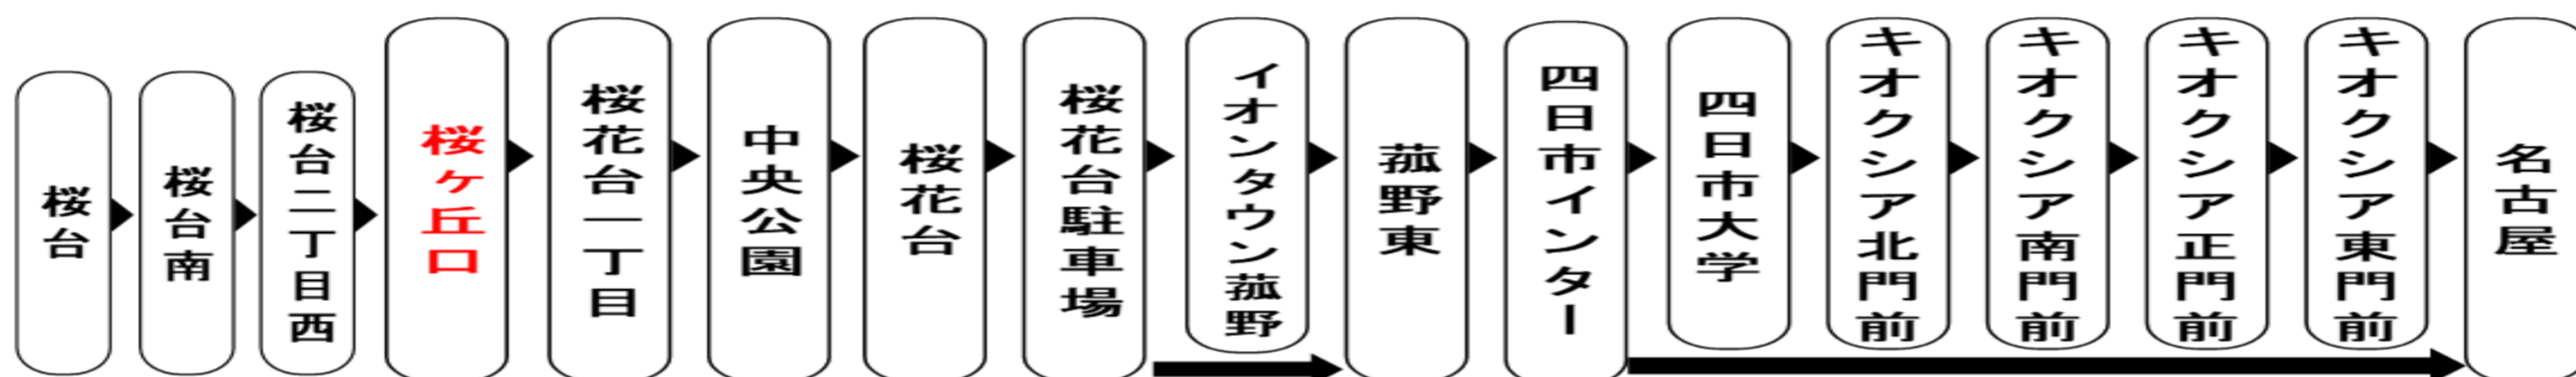 桜台
桜台南
桜台二丁目西
桜ヶ丘口
桜花台一丁目
中央公園
桜花台
桜花台駐車場
イオンタウン菰野
菰野東
四日市インター
四日市大学
キオクシア北門前
キオクシア南門前
キオクシア正門前
キオクシア東門前
名古屋